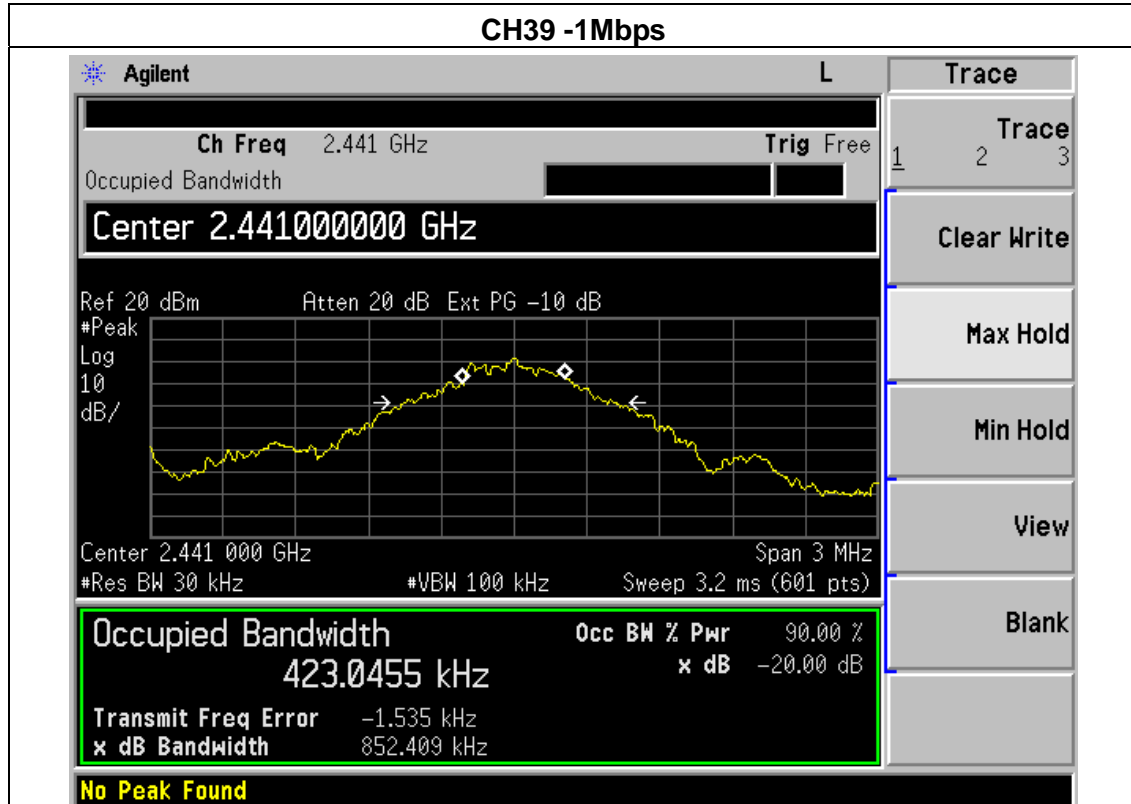 CH39 -1Mbps
Agilent L Trace
Ch Freq 2.441 GHz Trig Free
Occupied Bandwidth
Trace
1 2 3
Center 2.441000000 GHz
Clear Write
Ref 20 dBm Atten 20 dB Ext PG -10 dB
#Peak
Log
10
dB/
Max Hold
Min Hold
View
Center 2.441 000 GHz Span 3 MHz
#Res BW 30 kHz #VBW 100 kHz Sweep 3.2 ms (601 pts)
Occupied Bandwidth Occ BW % Pwr 90.00 %
423.0455 kHz x dB -20.00 dB
Blank
Transmit Freq Error -1.535 kHz
x dB Bandwidth 852.409 kHz
No Peak Found